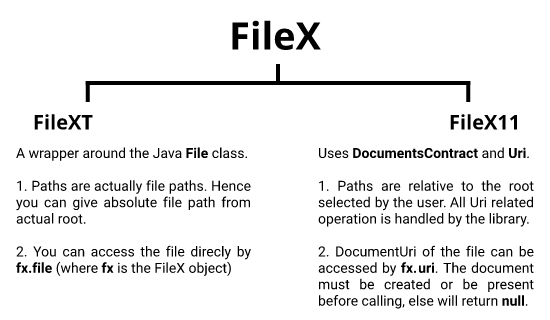 FileX
FileXT
A wrapper around the Java File class.
1. Paths are actually file paths. Hence
you can give absolute file path from
actual root.
2. You can access the file direcly by
fx.file (where fx is the FileX object)
FileX11
Uses DocumentsContract and Uri.
1. Paths are relative to the root
selected by the user. All Uri related
operation is handled by the library.
2. DocumentUri of the file can be
accessed by fx.uri. The document
must be created or be present
before calling, else will return null.